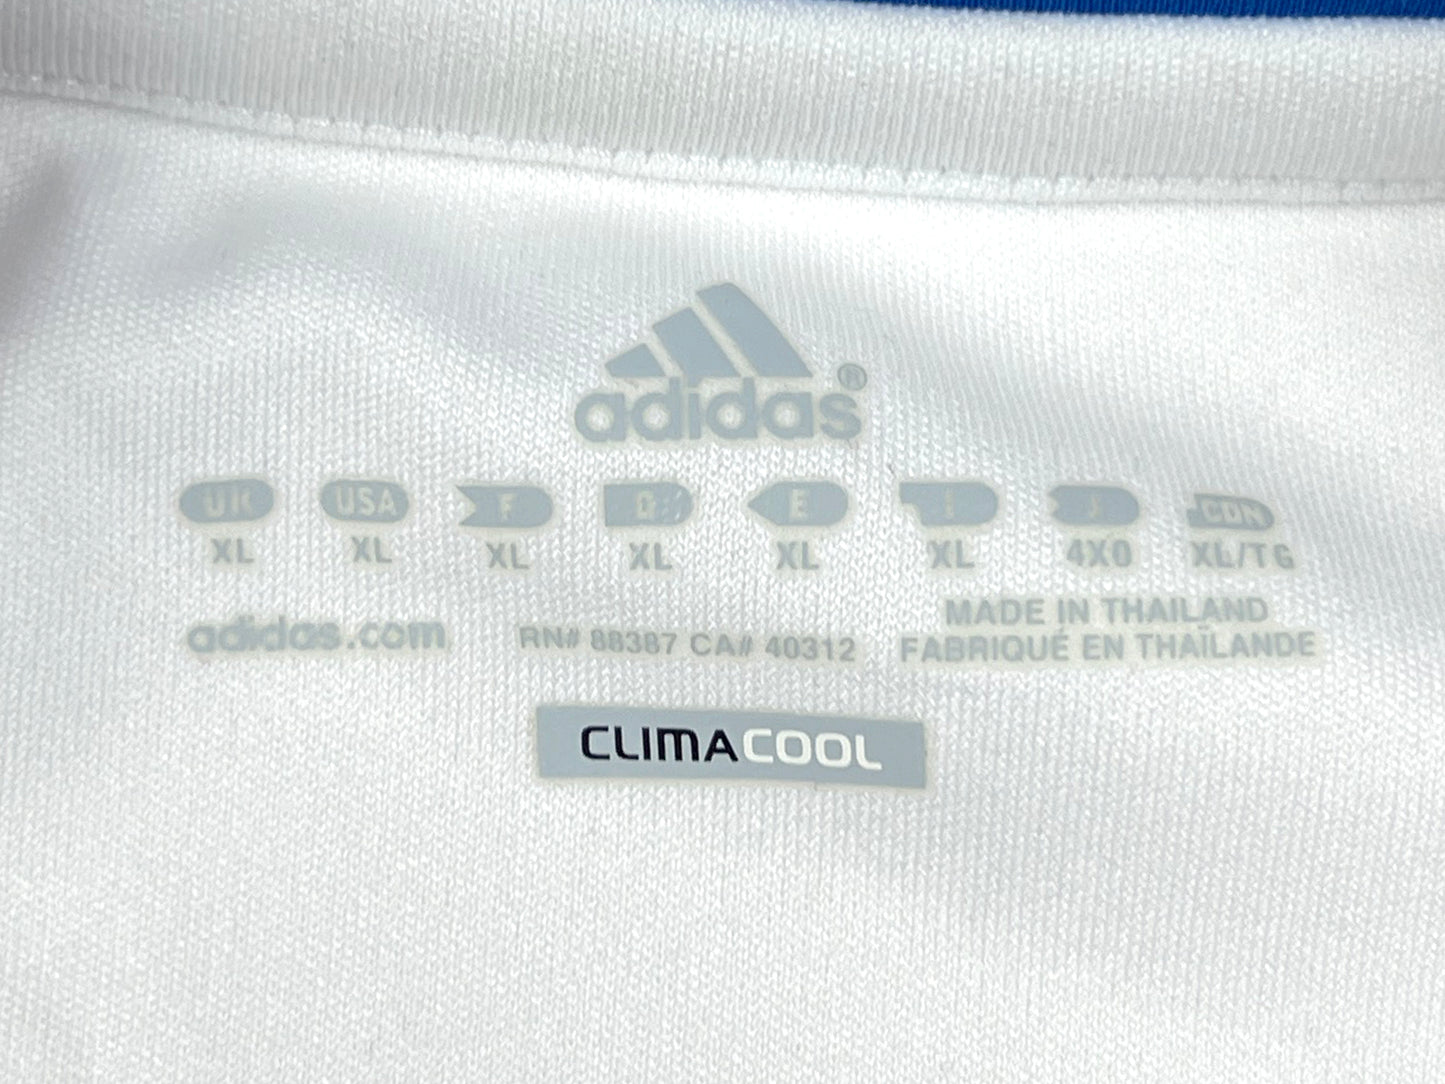 adidas®
UK USA F D E I J CDN
XL XL XL XL XL XL 4XO XL/TG
adidas.com RN# 88387 CA# 40312 MADE IN THAILAND
FABRIQUÉ EN THAÏLANDE
CLIMACOOL